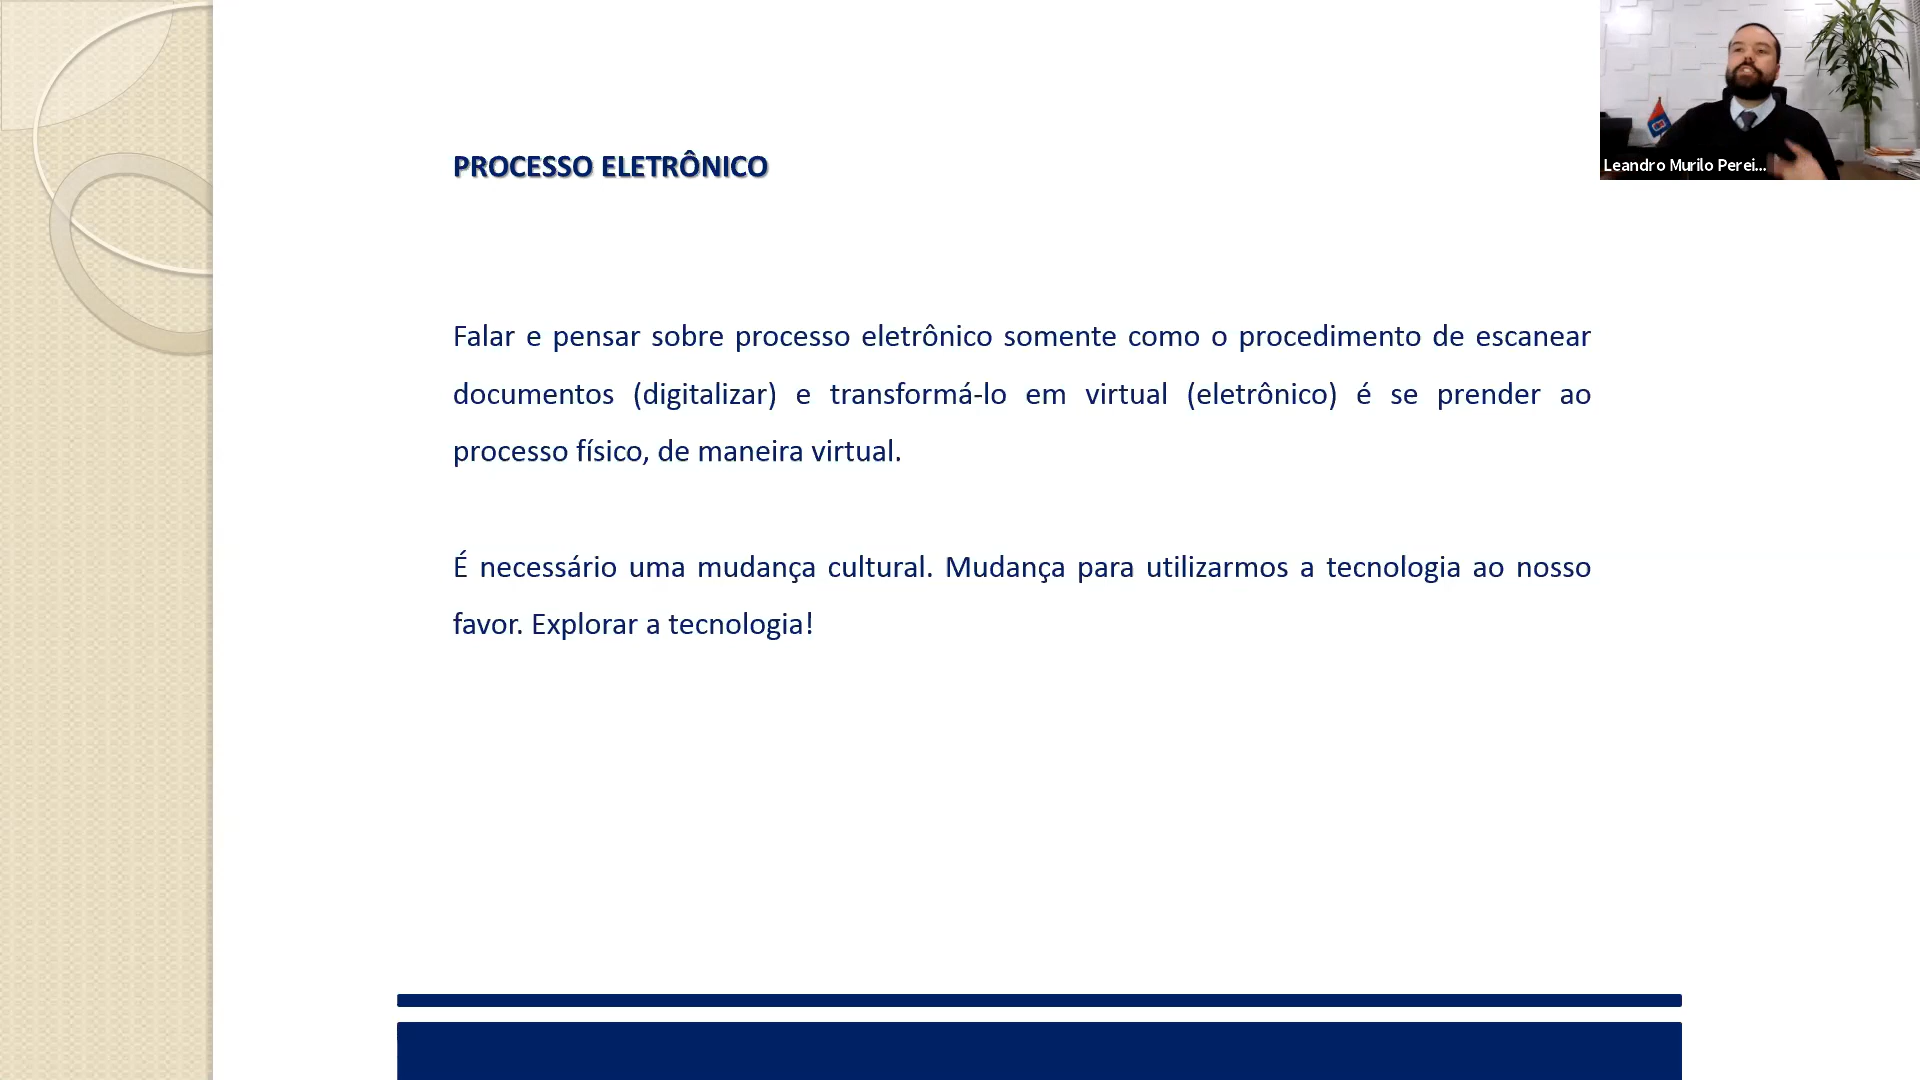 PROCESSO ELETRÔNICO
Leandro Murilo Perei...
Falar e pensar sobre processo eletrônico somente como o procedimento de escanear
documentos (digitalizar) e transformá-lo em virtual (eletrônico) é se prender ao
processo físico, de maneira virtual.
É necessário uma mudança cultural. Mudança para utilizarmos a tecnologia ao nosso
favor. Explorar a tecnologia!